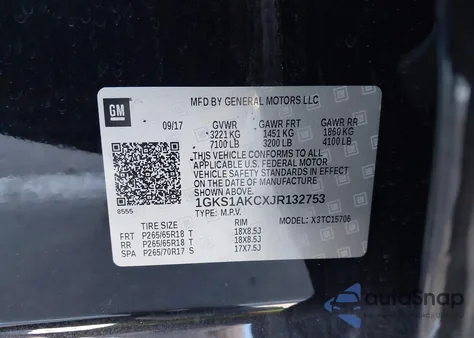 MFD BY GENERAL MOTORS LLC
GM
09/17 GVWR GAWR FRT GAWR RR
3221 KG 1451 KG 1860 KG
7100 LB 3200 LB 4100 LB
THIS VEHICLE CONFORMS TO ALL
APPLICABLE U.S. FEDERAL MOTOR
VEHICLE SAFETY STANDARDS IN EFFECT
ON THE DATE OF MANUFACTURE
SHOWN ABOVE.
1GKS1AKCXJR132753
8555
TYPE: M.P.V. MODEL: X3TC15706
TIRE SIZE RIM
FRT P265/65R18 T 18X8.5J
RR P265/65R18 T 18X8.5J
SPA P265/70R17 S 17X7.5J
AutoSnap